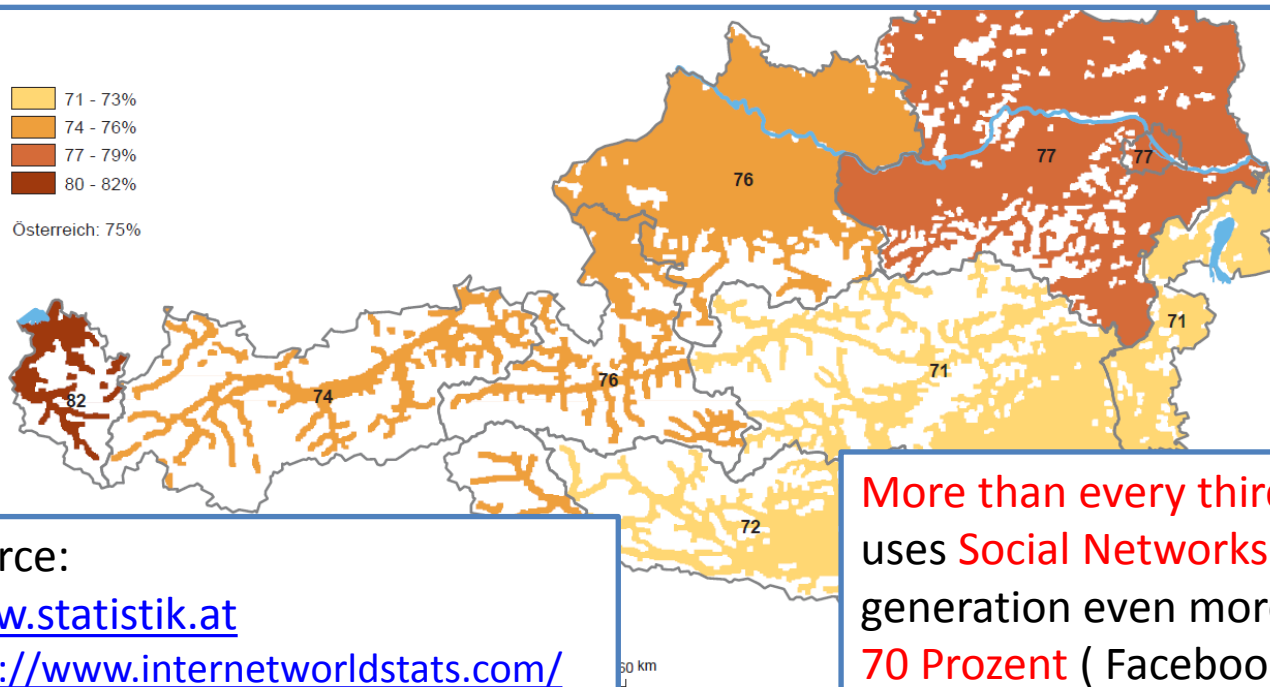 71 - 73%
74 - 76%
77 - 79%
80 - 82%
Österreich: 75%
76
77
77
71
82
74
76
71
72
rce:
w.statistik.at
://www.internetworldstats.com/
60 km
More than every third
uses Social Networks
generation even more
70 Prozent ( Faceboo